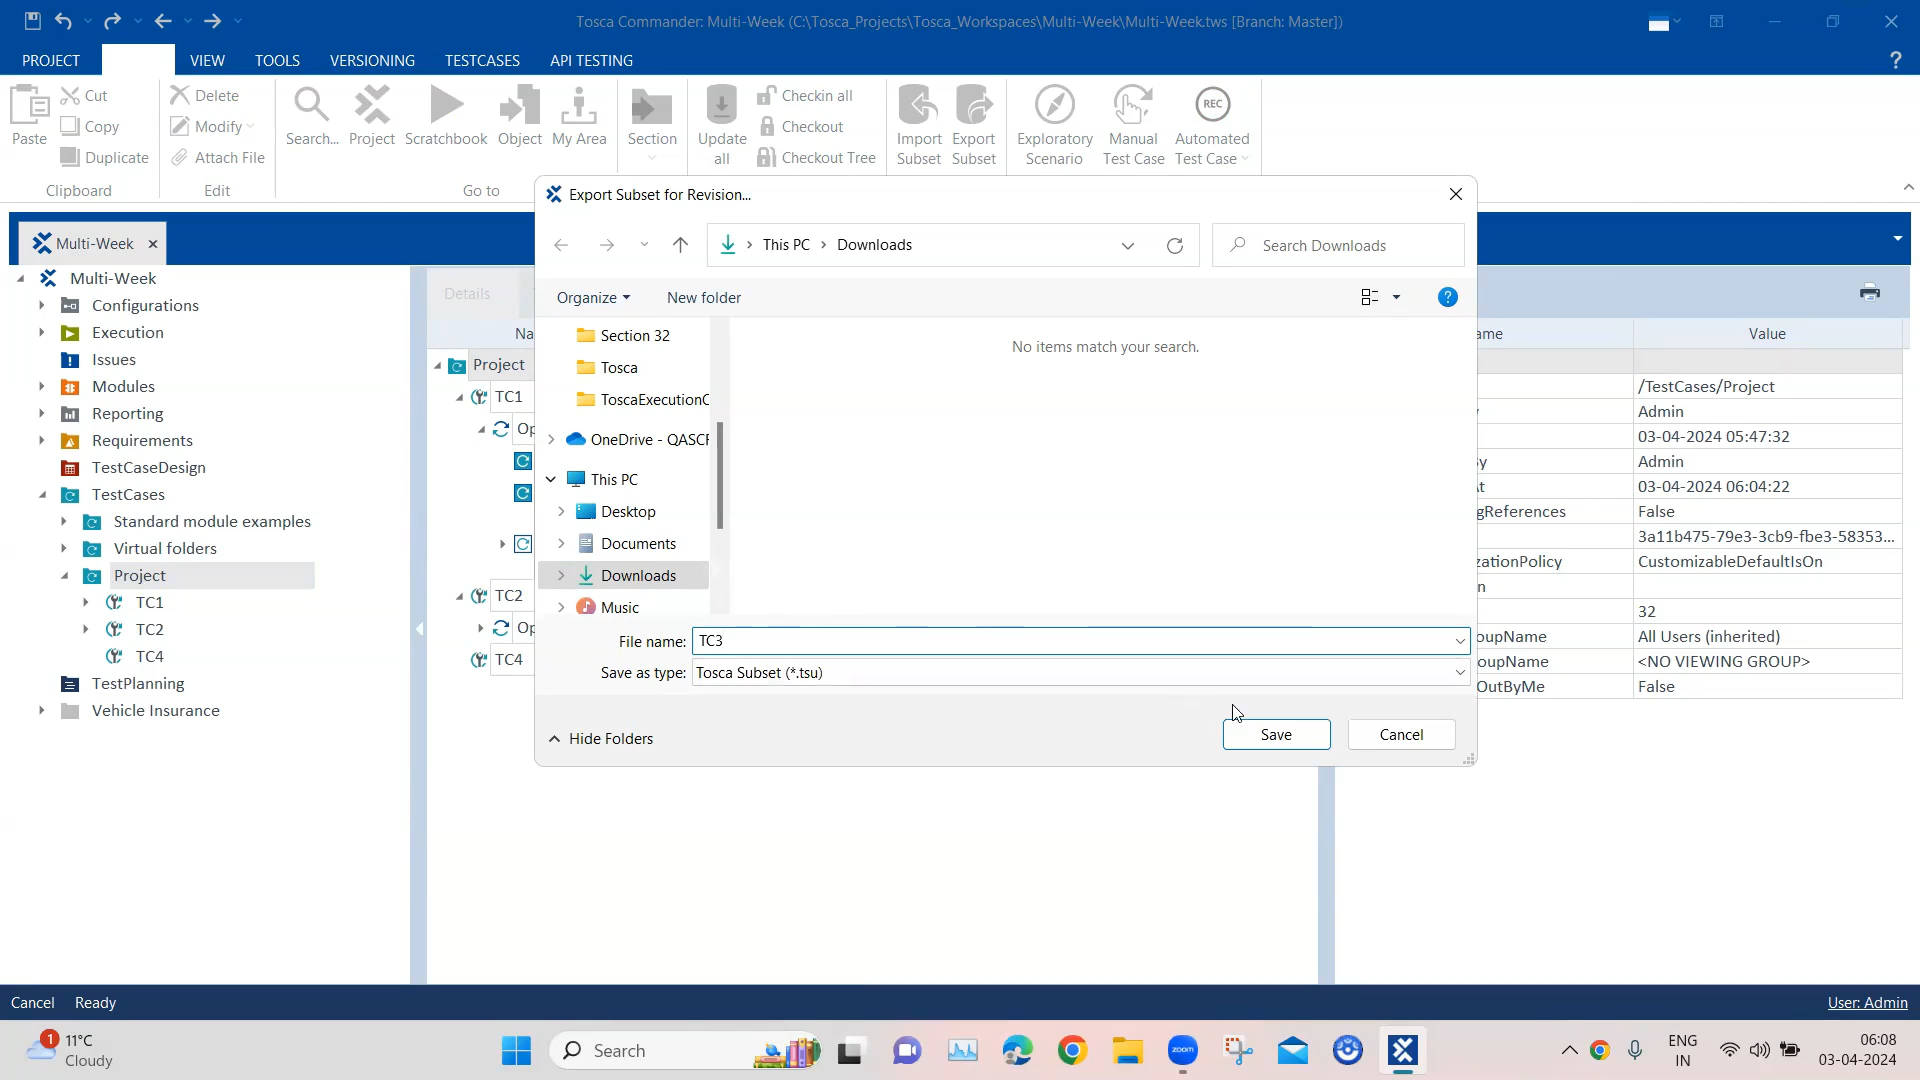 Tosca Commander: Multi-Week (C:\Tosca_Projects\Tosca_Workspaces\Multi-Week\Multi-Week.tws [Branch: Master])
PROJECT
VIEW
TOOLS
VERSIONING
TESTCASES
API TESTING
?
Paste
Cut
Copy
Duplicate
Clipboard
Delete
Modify
Attach File
Edit
Search...
Project
Scratchbook
Object
My Area
Go to
Section
Update
all
Checkin all
Checkout
Checkout Tree
Import
Subset
Export
Subset
Exploratory
Scenario
Manual
Test Case
REC
Automated
Test Case
Multi-Week
Multi-Week
Configurations
Execution
Issues
Modules
Reporting
Requirements
TestCaseDesign
TestCases
Standard module examples
Virtual folders
Project
TC1
TC2
TC4
TestPlanning
Vehicle Insurance
Details
Na
Project
TC1
Op
TC2
Op
TC4
Export Subset for Revision...
This PC
Downloads
Search Downloads
Organize
New folder
?
Section 32
Tosca
ToscaExecutionC
OneDrive - QASCF
This PC
Desktop
Documents
Downloads
Music
No items match your search.
File name: TC3
Save as type: Tosca Subset (*.tsu)
Hide Folders
Save
Cancel
ame
Value
/TestCases/Project
Admin
03-04-2024 05:47:32
y Admin
t 03-04-2024 06:04:22
gReferences False
3a11b475-79e3-3cb9-fbe3-58353...
zationPolicy CustomizableDefaultIsOn
n
32
oupName All Users (inherited)
oupName <NO VIEWING GROUP>
OutByMe False
Cancel
Ready
User: Admin
1
11°C
Cloudy
Search
zoom
ENG
IN
06:08
03-04-2024